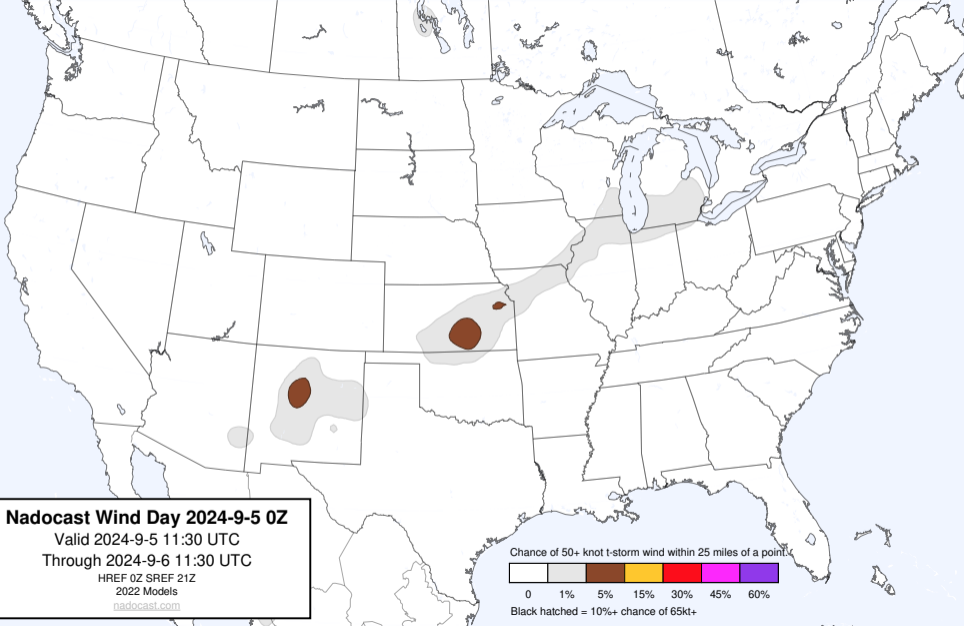 Nadocast Wind Day 2024-9-5 0Z
Valid 2024-9-5 11:30 UTC
Through 2024-9-6 11:30 UTC
HREF 0Z SREF 21Z
2022 Models
nadocast.com
Chance of 50+ knot t-storm wind within 25 miles of a point.
0 1% 5% 15% 30% 45% 60%
Black hatched = 10%+ chance of 65kt+